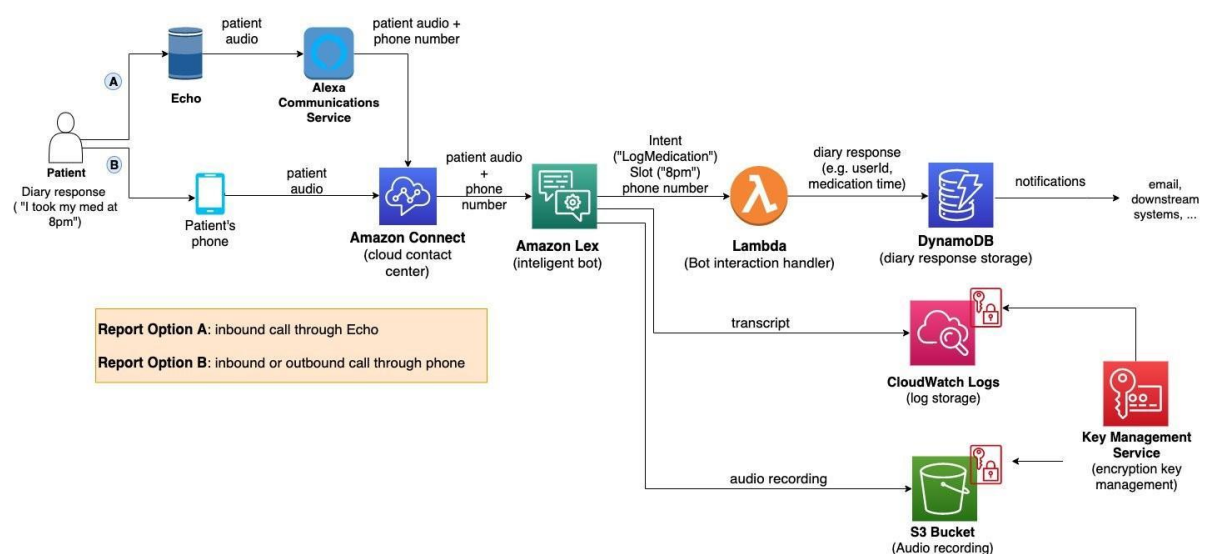 patient
audio
patient audio +
phone number
A
Echo
Alexa
Communications
Service
B
Patient
Diary response
( "I took my med at
8pm")
Patient's
phone
patient
audio
Amazon Connect
(cloud contact
center)
patient audio
+
phone
number
Amazon Lex
(inteligent bot)
Intent
("LogMedication")
Slot ("8pm")
phone number
Lambda
(Bot interaction handler)
diary response
(e.g. userId,
medication time)
DynamoDB
(diary response storage)
notifications
email,
downstream
systems, ...
Report Option A: inbound call through Echo
Report Option B: inbound or outbound call through phone
transcript
CloudWatch Logs
(log storage)
Key Management
Service
(encryption key
management)
audio recording
S3 Bucket
(Audio recording)